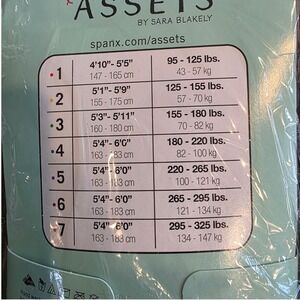 ASSETS
BY SARA BLAKELY
spanx.com/assets
1 4'10"- 5'5" 95 - 125 lbs.
147 - 165 cm 43 - 57 kg
2 5'1"- 5'9" 125 - 155 lbs.
155 - 175 cm 57 - 70 kg
3 5'3"- 5'11" 155 - 180 lbs.
160 - 180 cm 70 - 82 kg
4 5'4"- 6'0" 180 - 220 lbs.
163 - 183 cm 82 - 100 kg
5 5'4"- 6'0" 220 - 265 lbs.
163 - 183 cm 100 - 121 kg
6 5'4"- 6'0" 265 - 295 lbs.
163 - 183 cm 121 - 134 kg
7 5'4"- 6'0" 295 - 325 lbs.
163 - 183 cm 134 - 147 kg